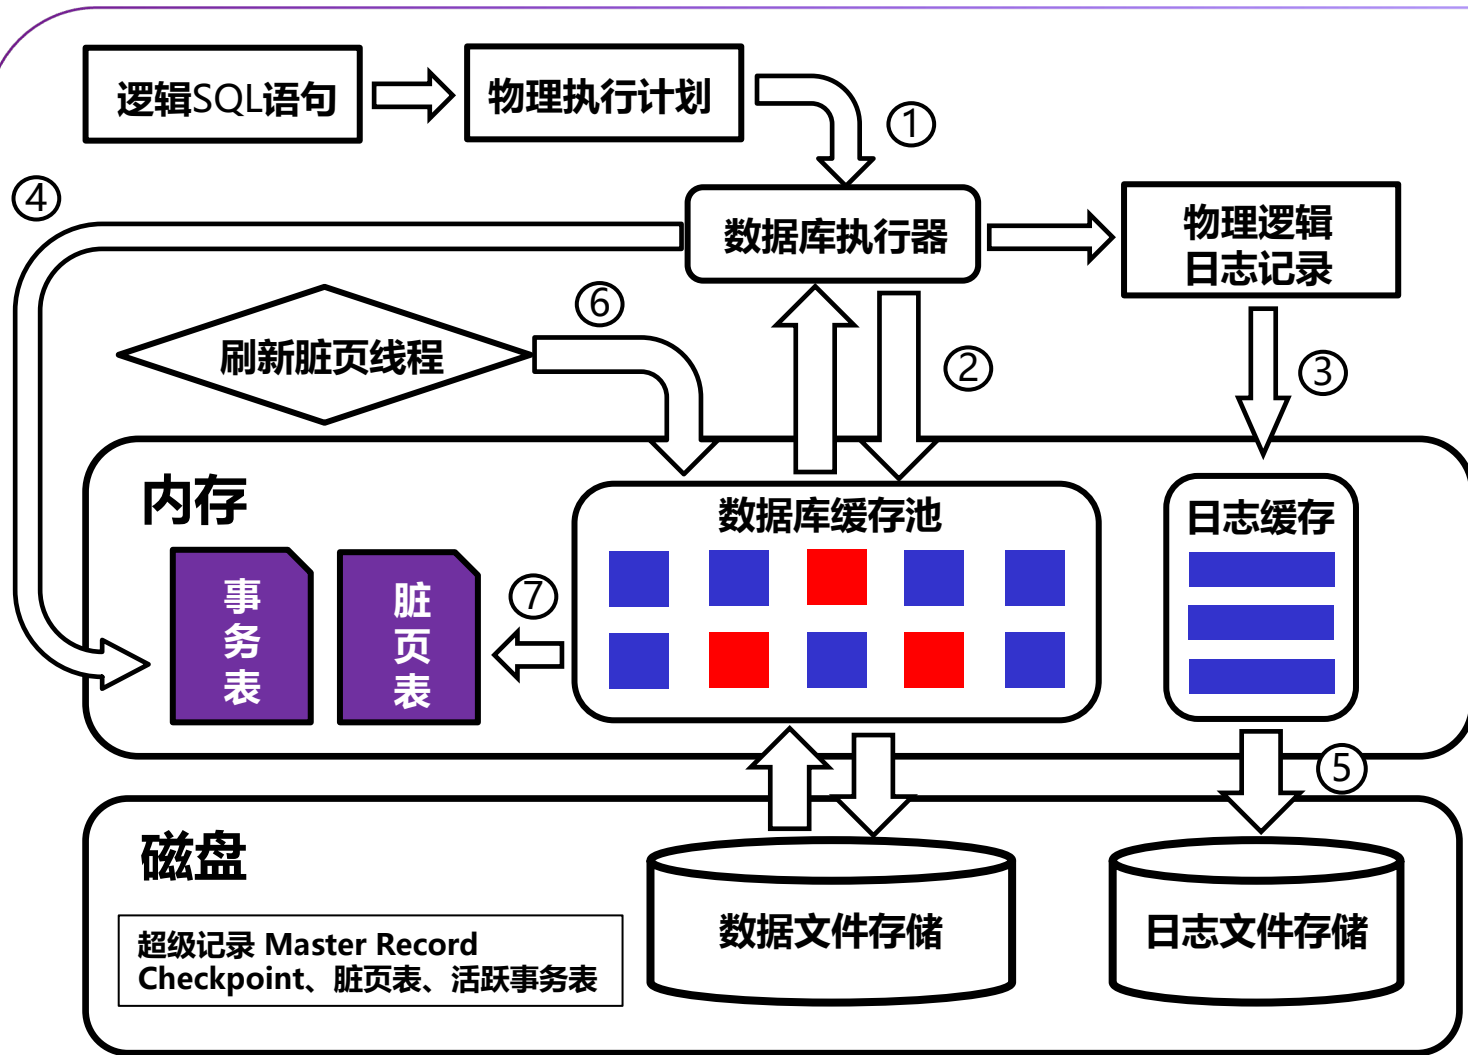 逻辑SQL语句
物理执行计划
①
④
数据库执行器
物理逻辑
日志记录
⑥
刷新脏页线程
②
③
内存
数据库缓存池
日志缓存
事
务
表
脏
页
表
⑦
⑤
磁盘
数据文件存储
日志文件存储
超级记录 Master Record
Checkpoint、脏页表、活跃事务表